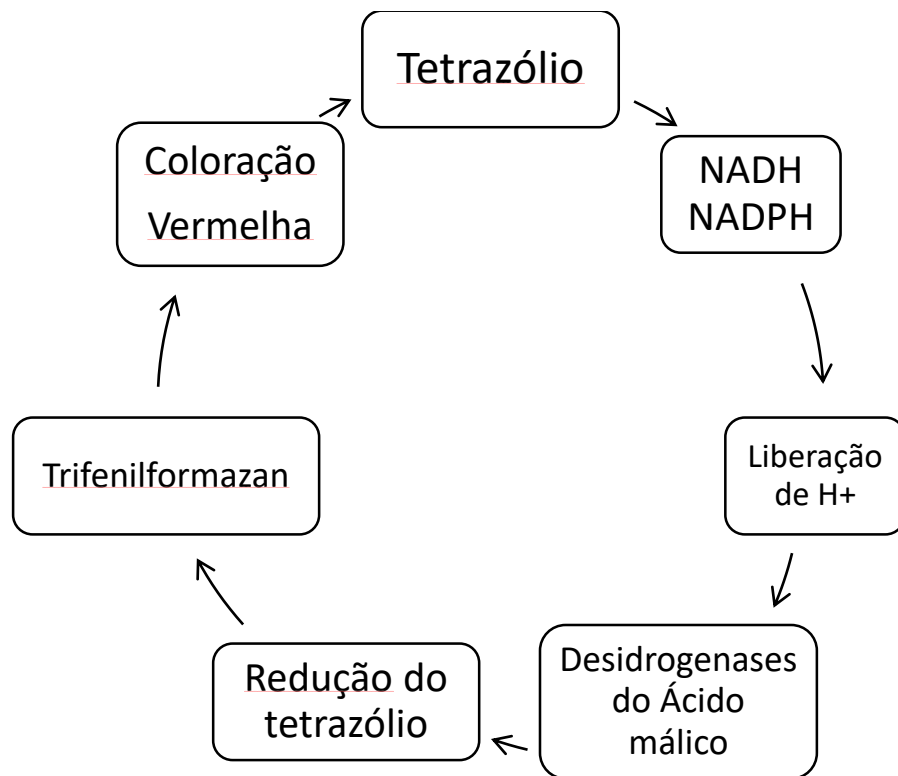 Tetrazólio
NADH
NADPH
Liberação
de H+
Desidrogenases
do Ácido
málico
Redução do
tetrazólio
Trifenilformazan
Coloração
Vermelha